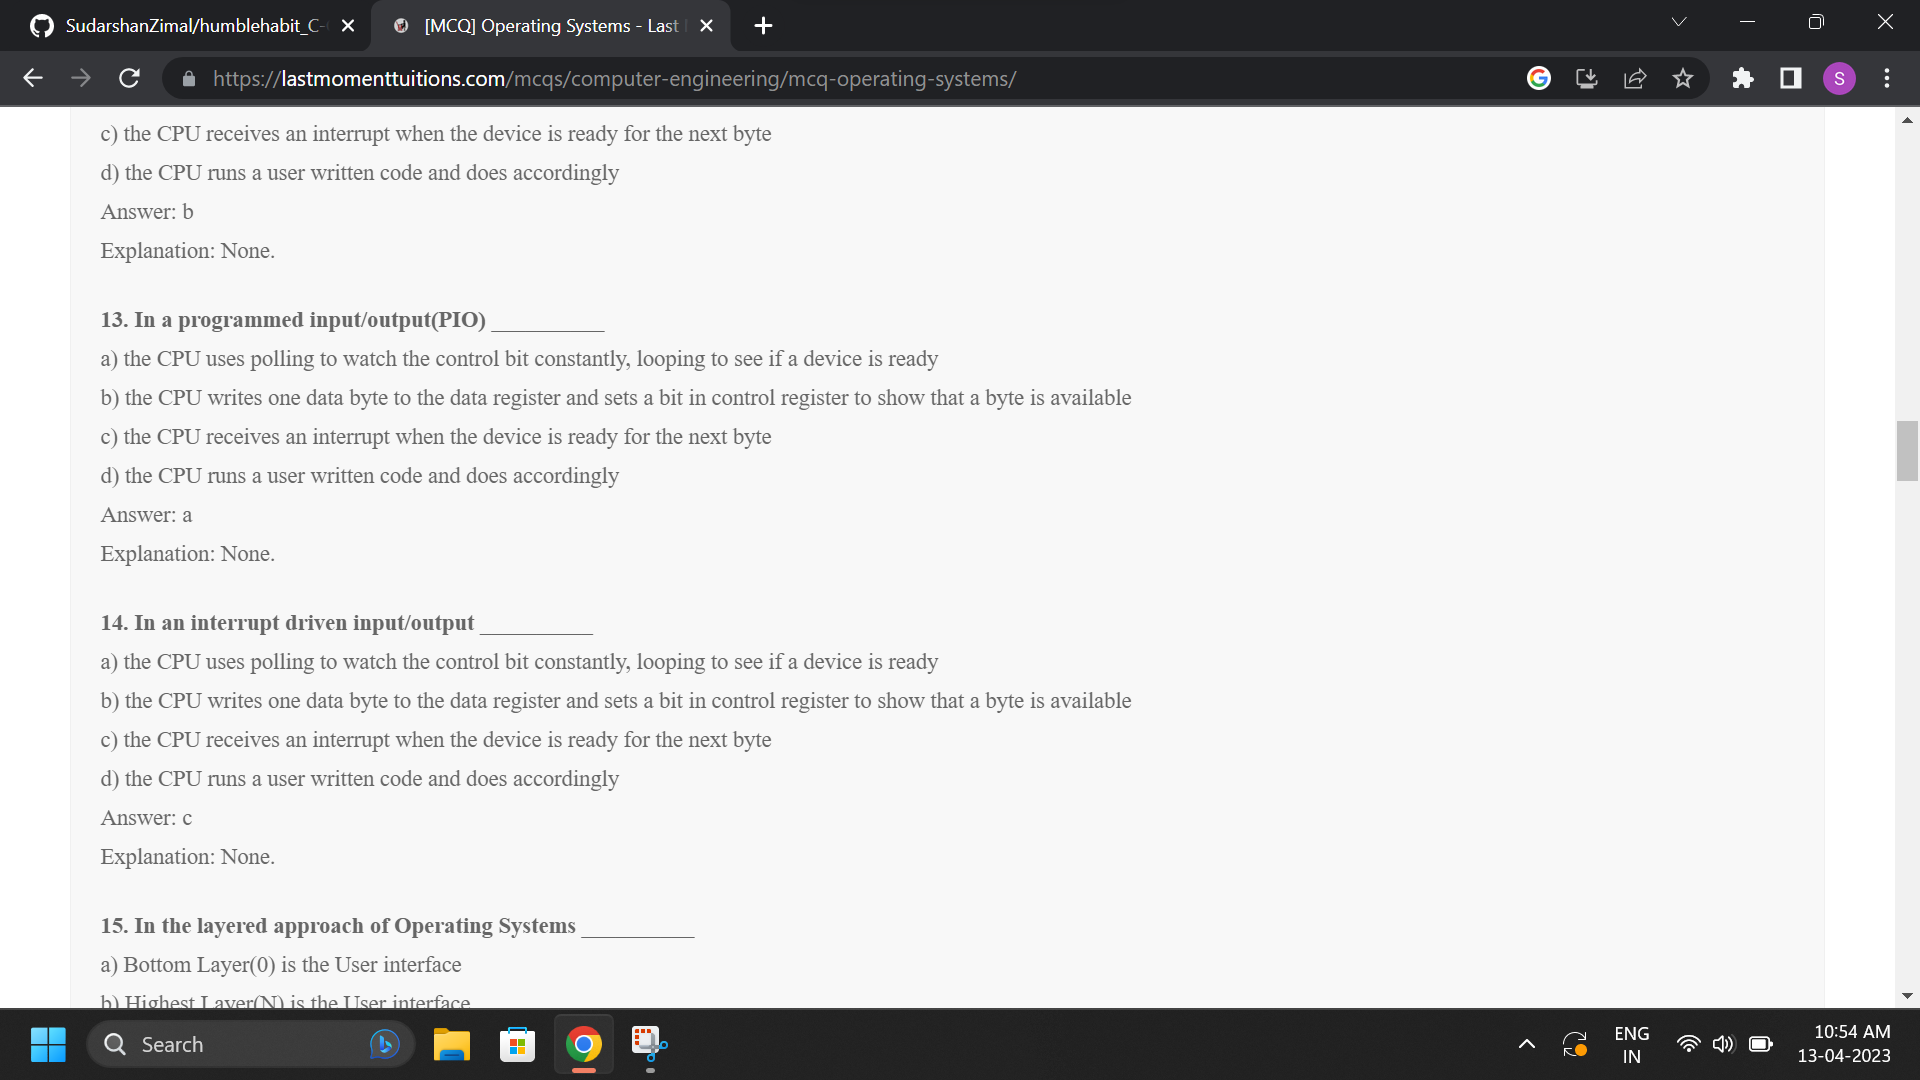 SudarshanZimal/humblehabit_C-
[MCQ] Operating Systems - Last
https://lastmomenttuitions.com/mcqs/computer-engineering/mcq-operating-systems/
S
c) the CPU receives an interrupt when the device is ready for the next byte
d) the CPU runs a user written code and does accordingly
Answer: b
Explanation: None.
13. In a programmed input/output(PIO) __________
a) the CPU uses polling to watch the control bit constantly, looping to see if a device is ready
b) the CPU writes one data byte to the data register and sets a bit in control register to show that a byte is available
c) the CPU receives an interrupt when the device is ready for the next byte
d) the CPU runs a user written code and does accordingly
Answer: a
Explanation: None.
14. In an interrupt driven input/output __________
a) the CPU uses polling to watch the control bit constantly, looping to see if a device is ready
b) the CPU writes one data byte to the data register and sets a bit in control register to show that a byte is available
c) the CPU receives an interrupt when the device is ready for the next byte
d) the CPU runs a user written code and does accordingly
Answer: c
Explanation: None.
15. In the layered approach of Operating Systems __________
a) Bottom Layer(0) is the User interface
b) Highest Layer(N) is the User interface
Search
ENG
IN
10:54 AM
13-04-2023